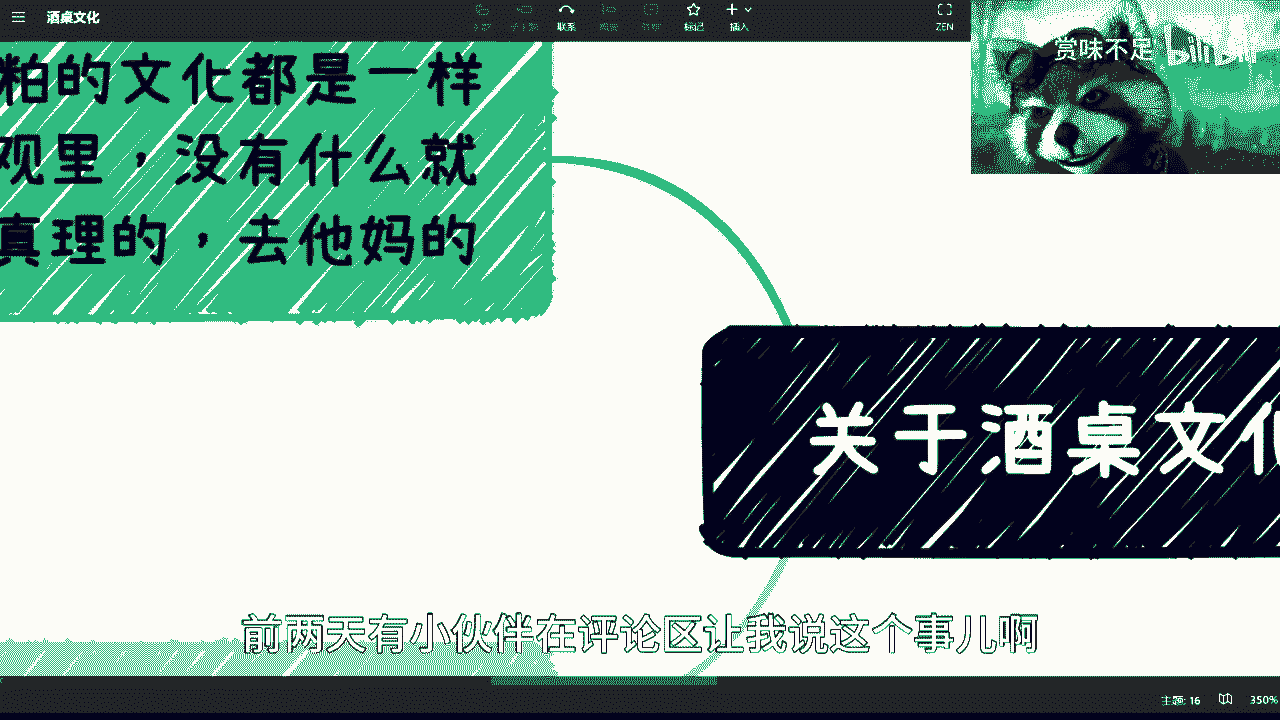 酒桌文化
联系
标记
插入
ZEN
赏味不足
bilibili
粕的文化都是一样
观里，没有什么就
真理的，去他妈的
关于酒桌文化
前两天有小伙伴在评论区让我说这个事儿啊
主题: 16
350%